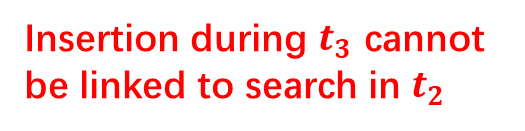 Insertion during t₃ cannot
be linked to search in t₂